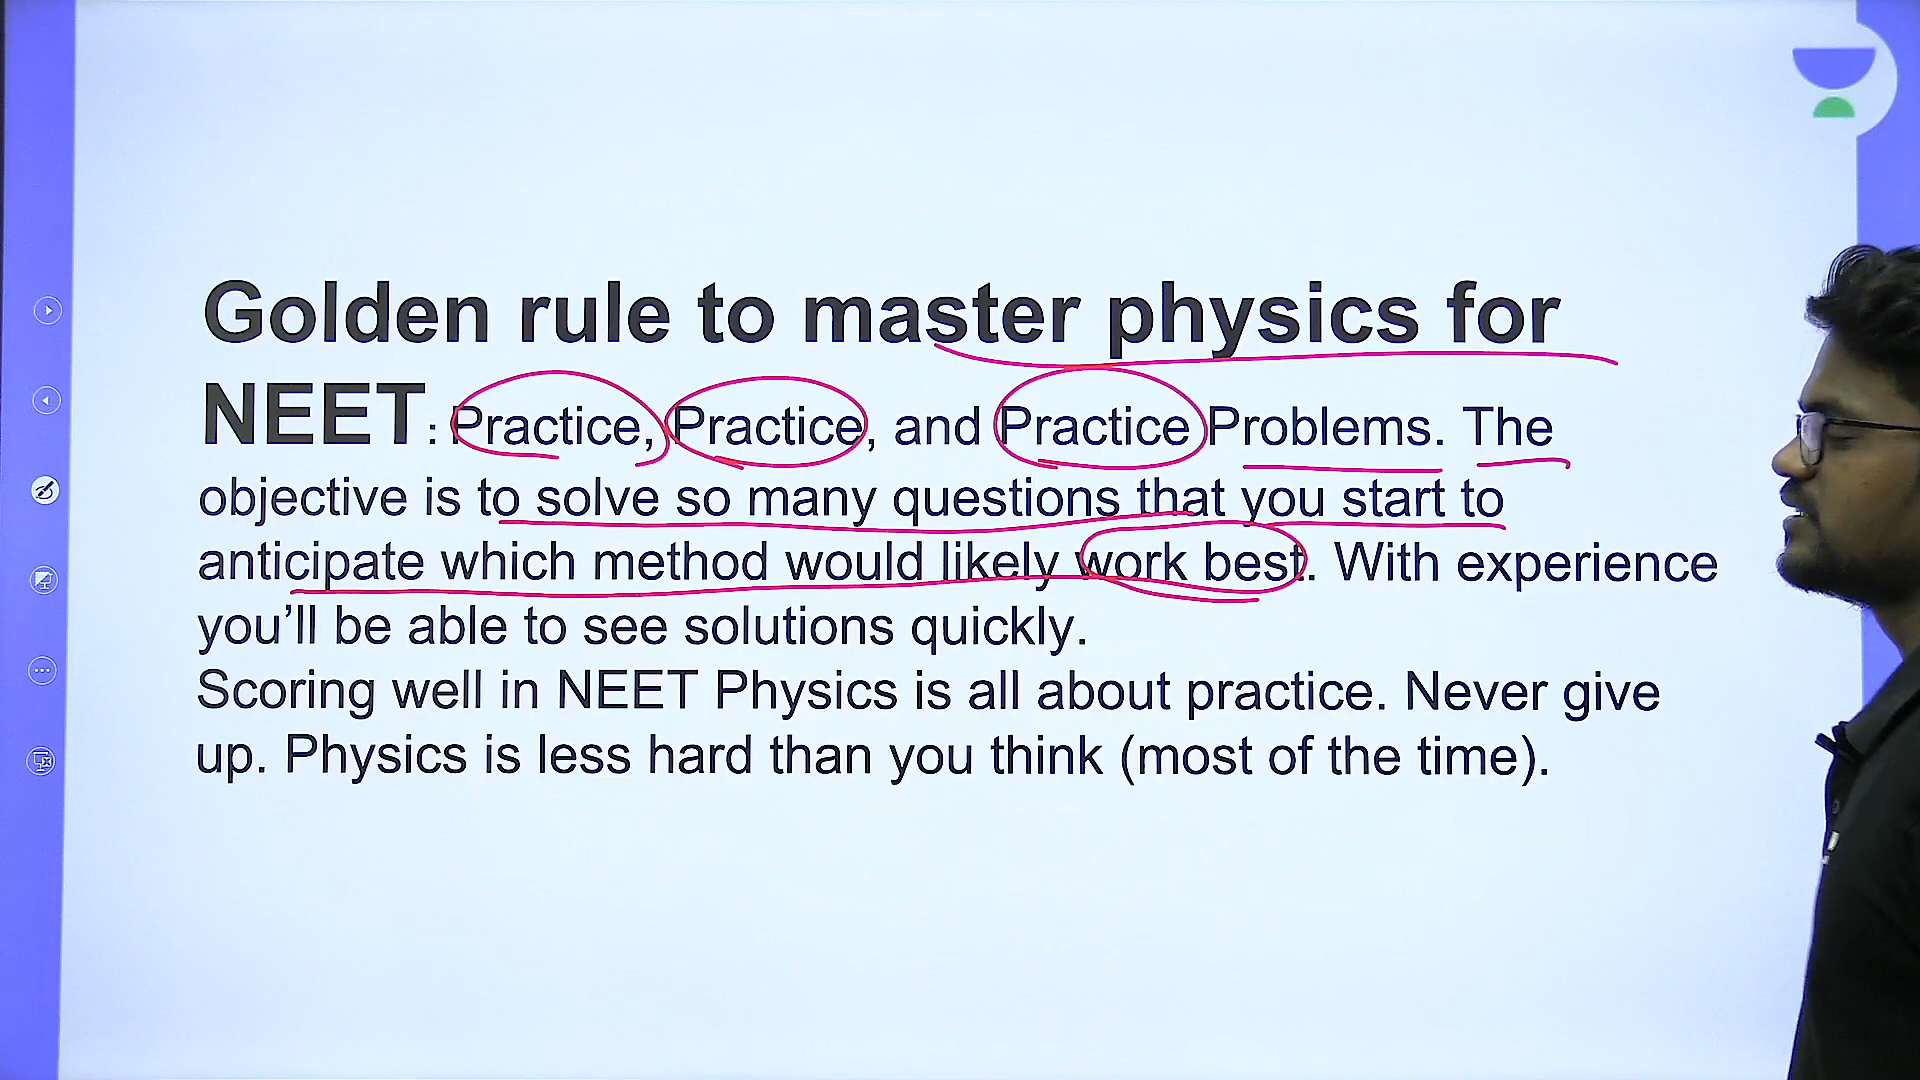 Golden rule to master physics for
NEET: Practice, Practice, and Practice Problems. The
objective is to solve so many questions that you start to
anticipate which method would likely work best. With experience
you’ll be able to see solutions quickly.
Scoring well in NEET Physics is all about practice. Never give
up. Physics is less hard than you think (most of the time).